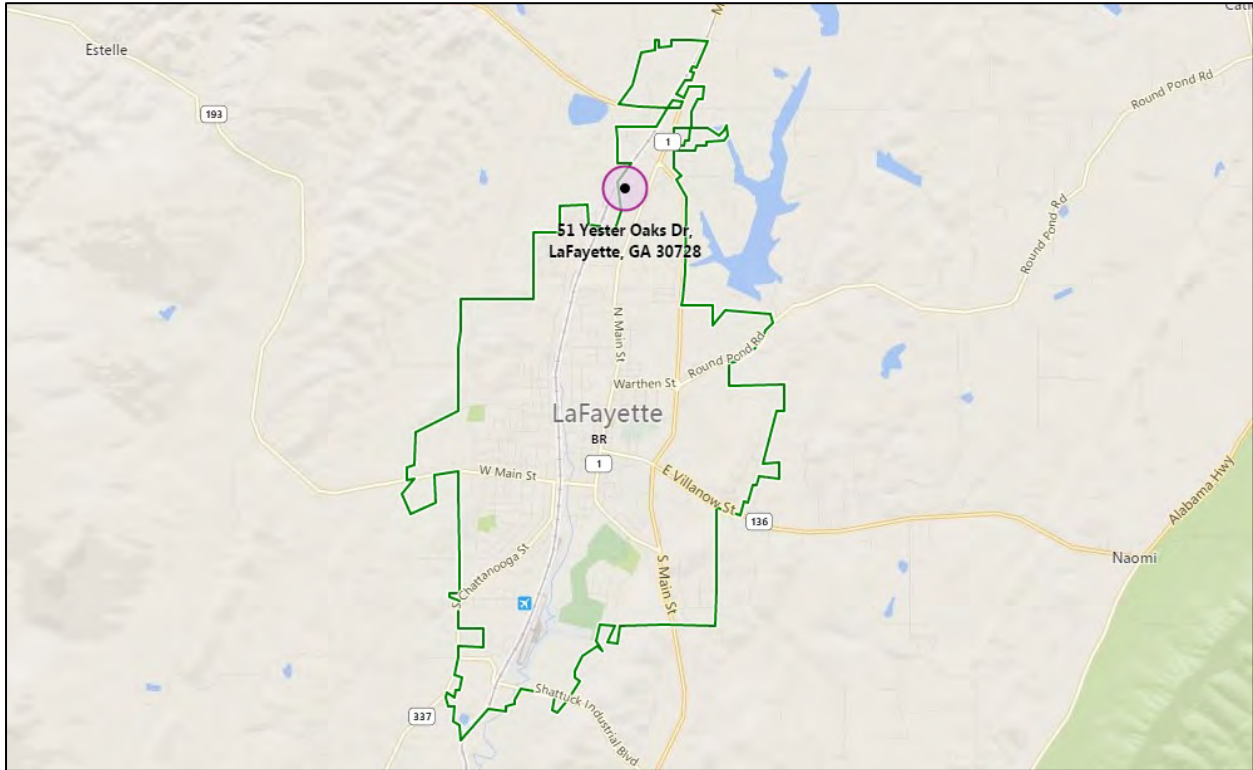 Estelle
193
Round Pond Rd
1
51 Yester Oaks Dr,
LaFayette, GA 30728
Round Pond Rd
N Main St
Round Pond Rd
Warthen St
LaFayette
BR
1
W Main St
E Villanow St
136
Alabama Hwy
Naomi
S Chattanooga St
S Main St
Shattuck Industrial Blvd
337